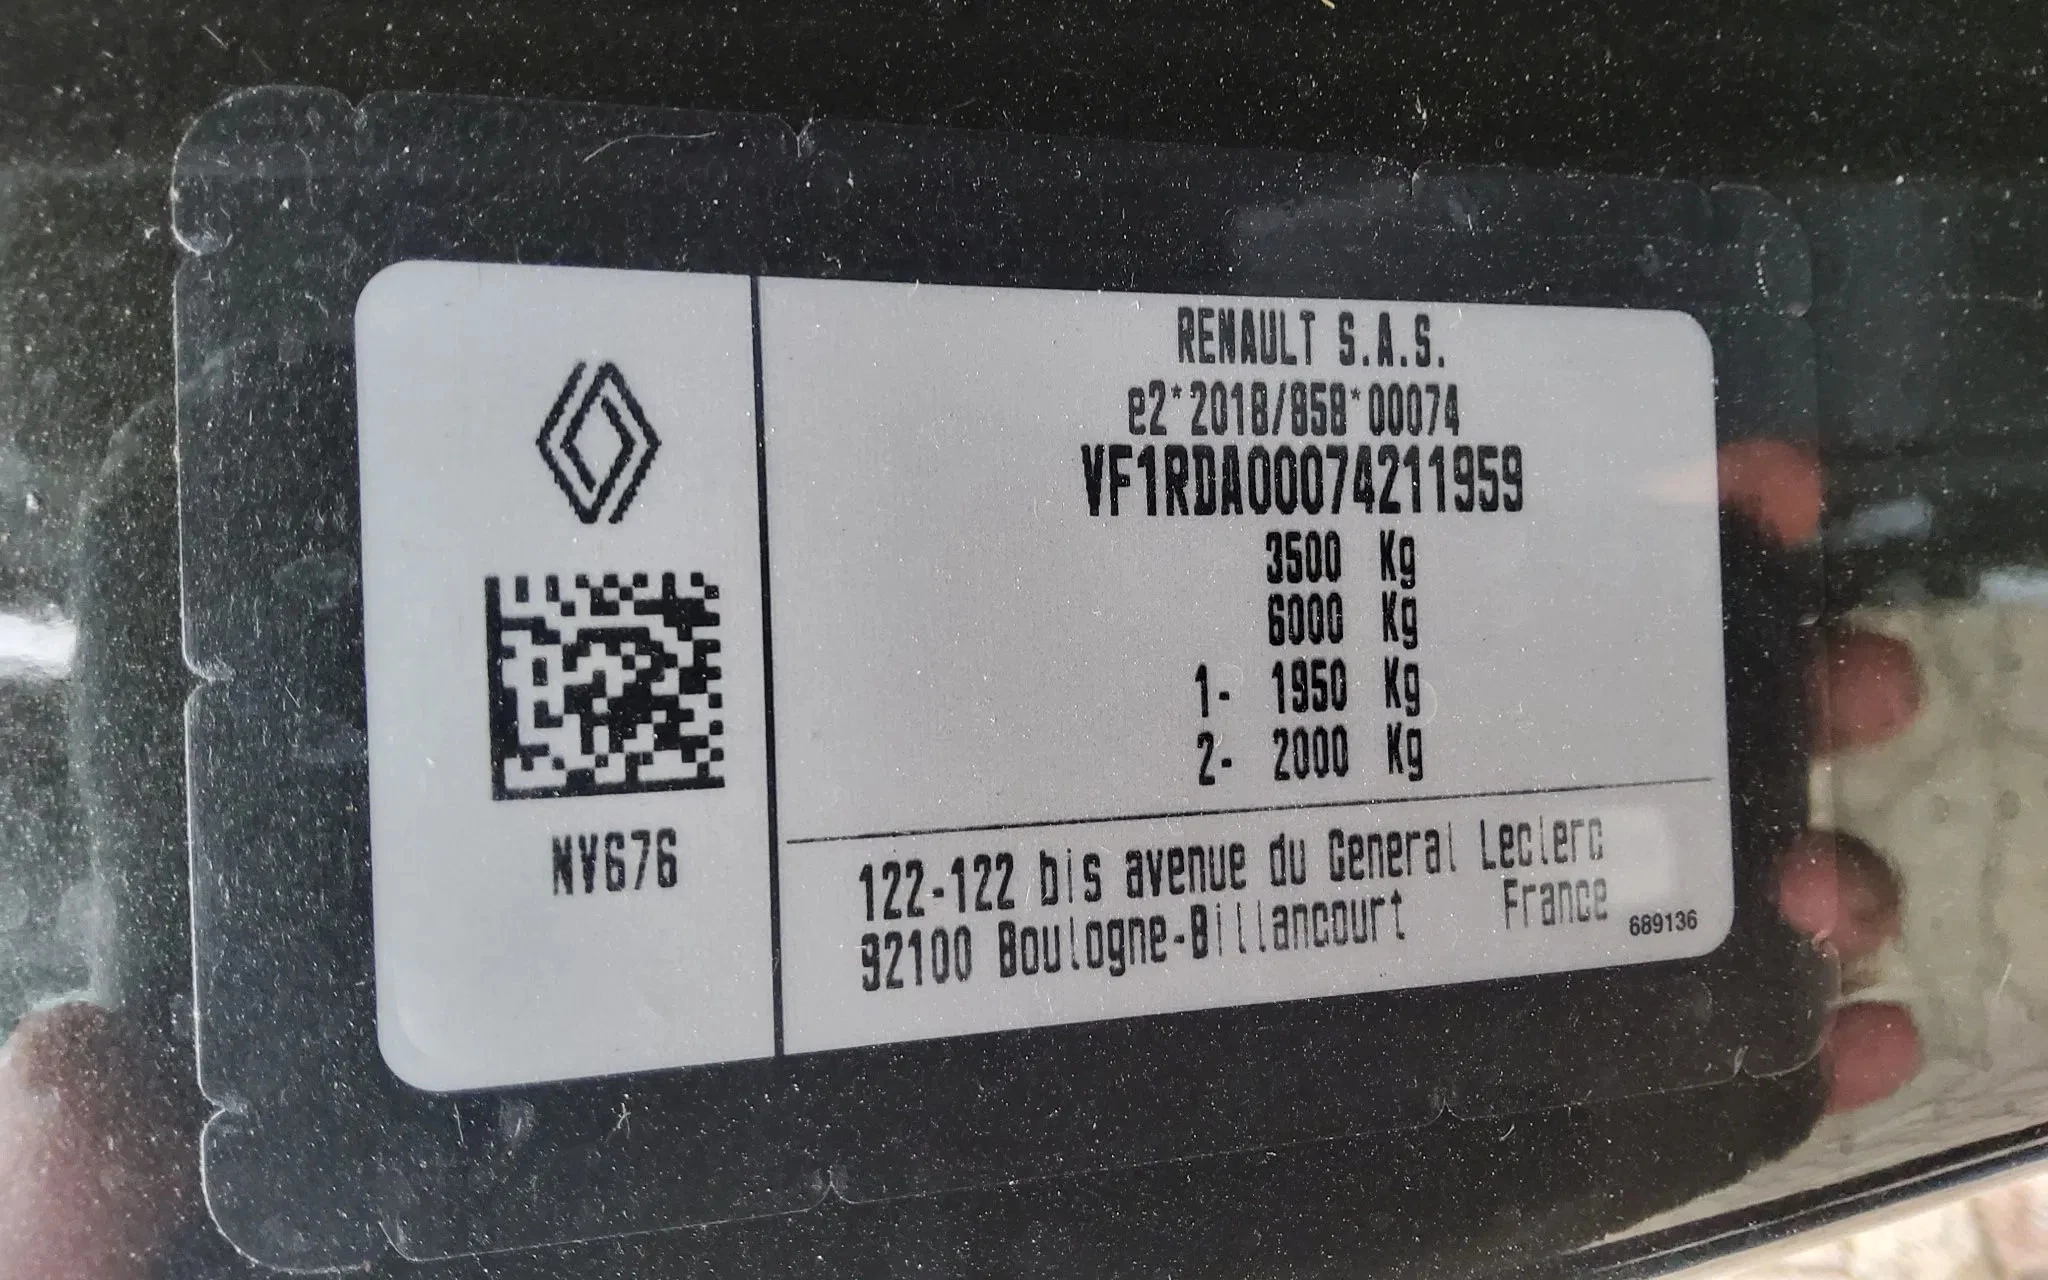 RENAULT S.A.S.
e2*2018/858*00074
VF1RDA00074211959
3500 Kg
6000 Kg
1- 1950 Kg
2- 2000 Kg
NV676
122-122 bis avenue du General Leclerc
92100 Boulogne-Billancourt France
689136